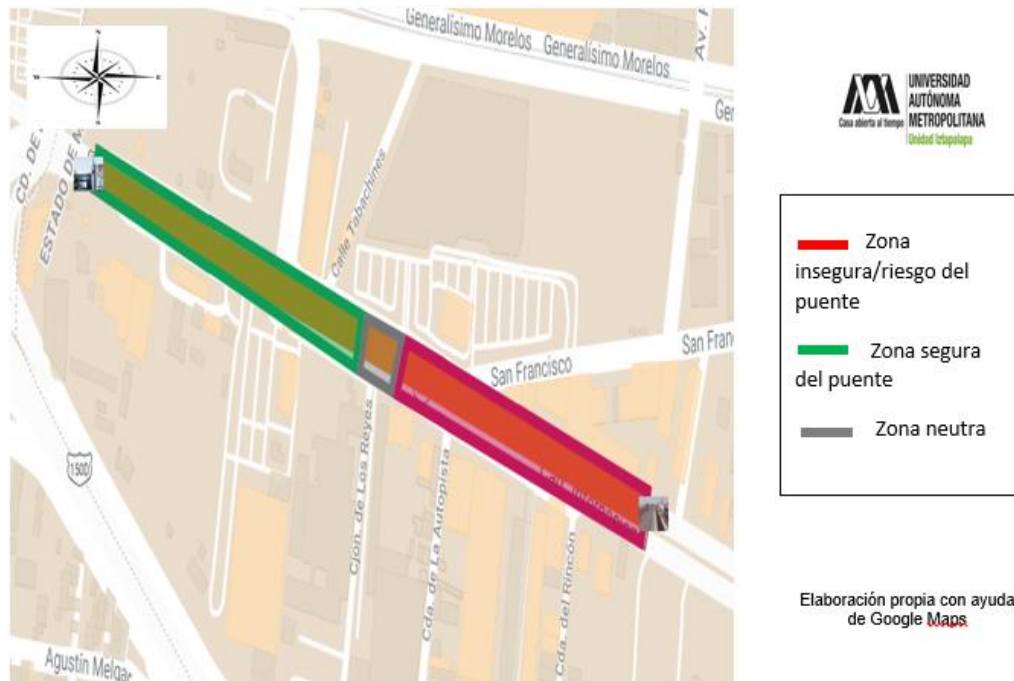 Generalísimo Morelos Generalísimo Morelos
N
W
E
S
CD. DE
ESTADO DE M
Calle Tabachines
San Francisco
San Fran
AV.
Gen
Cjón. de Los Reyes
Cda. de La Autopista
Cda. del Rincón
150D
Agustín Melgar
Casa abierta al tiempo
UNIVERSIDAD
AUTÓNOMA
METROPOLITANA
Unidad Iztapalapa
Zona
insegura/riesgo del
puente
Zona segura
del puente
Zona neutra
Elaboración propia con ayuda
de Google Maps